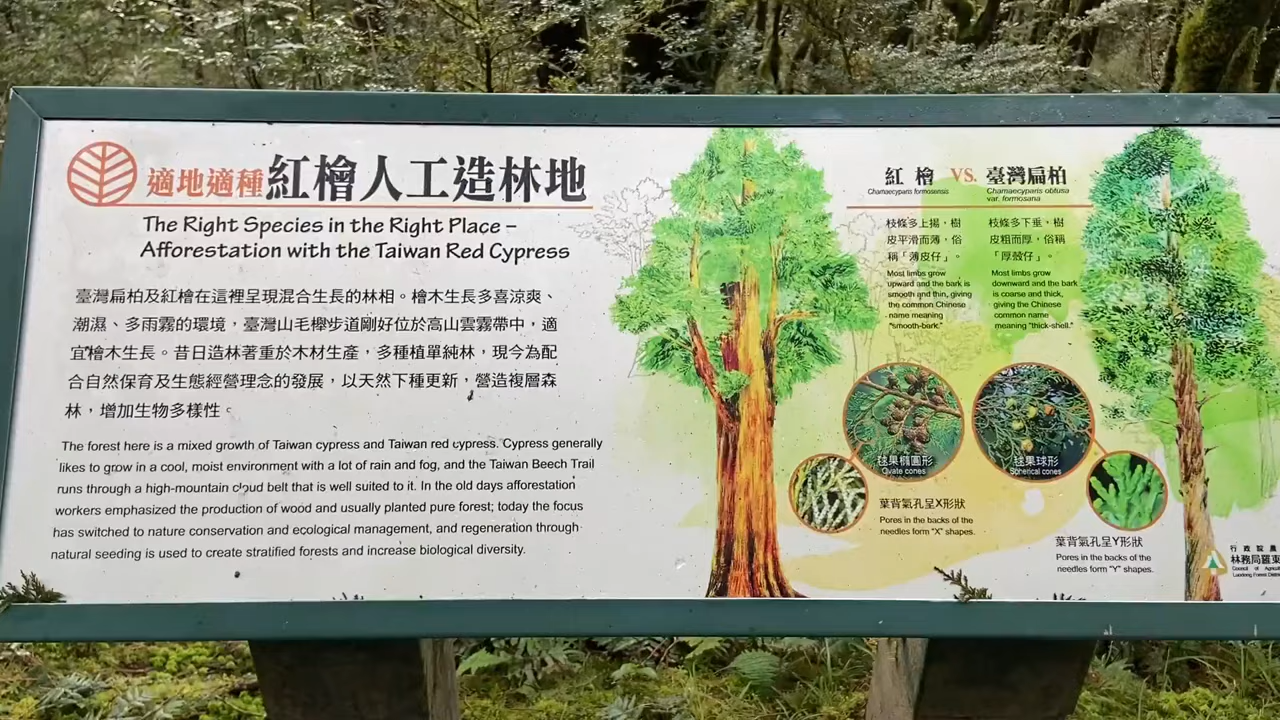 適地適種紅檜人工造林地
The Right Species in the Right Place –
Afforestation with the Taiwan Red Cypress
臺灣扁柏及紅檜在這裡呈現混合生長的林相。檜木生長多喜涼爽、
潮濕、多雨霧的環境，臺灣山毛櫸步道剛好位於高山雲霧帶中，適
宜檜木生長。昔日造林著重於木材生產，多種植單純林，現今為配
合自然保育及生態經營理念的發展，以天然下種更新，營造複層森
林，增加生物多樣性。
The forest here is a mixed growth of Taiwan cypress and Taiwan red cypress. Cypress generally
likes to grow in a cool, moist environment with a lot of rain and fog, and the Taiwan Beech Trail
runs through a high-mountain cloud belt that is well suited to it. In the old days afforestation
workers emphasized the production of wood and usually planted pure forest; today the focus
has switched to nature conservation and ecological management, and regeneration through
natural seeding is used to create stratified forests and increase biological diversity.
紅檜 VS. 臺灣扁柏
Chamaecyparis formosensis
Chamaecyparis obtusa
var. formosana
枝條多上揚，樹
皮平滑而薄，俗
稱「薄皮仔」。
Most limbs grow
upward and the bark is
smooth and thin, giving
the common Chinese
name meaning
"smooth-bark."
枝條多下垂，樹
皮粗而厚，俗稱
「厚殼仔」。
Most limbs grow
downward and the bark
is coarse and thick,
giving the Chinese
common name
meaning "thick-shell."
毬果橢圓形
Ovate cones
毬果球形
Spherical cones
葉背氣孔呈X形狀
Pores in the backs of the
needles form "X" shapes.
葉背氣孔呈Y形狀
Pores in the backs of the
needles form "Y" shapes.
行政院農
林務局羅東
Council of